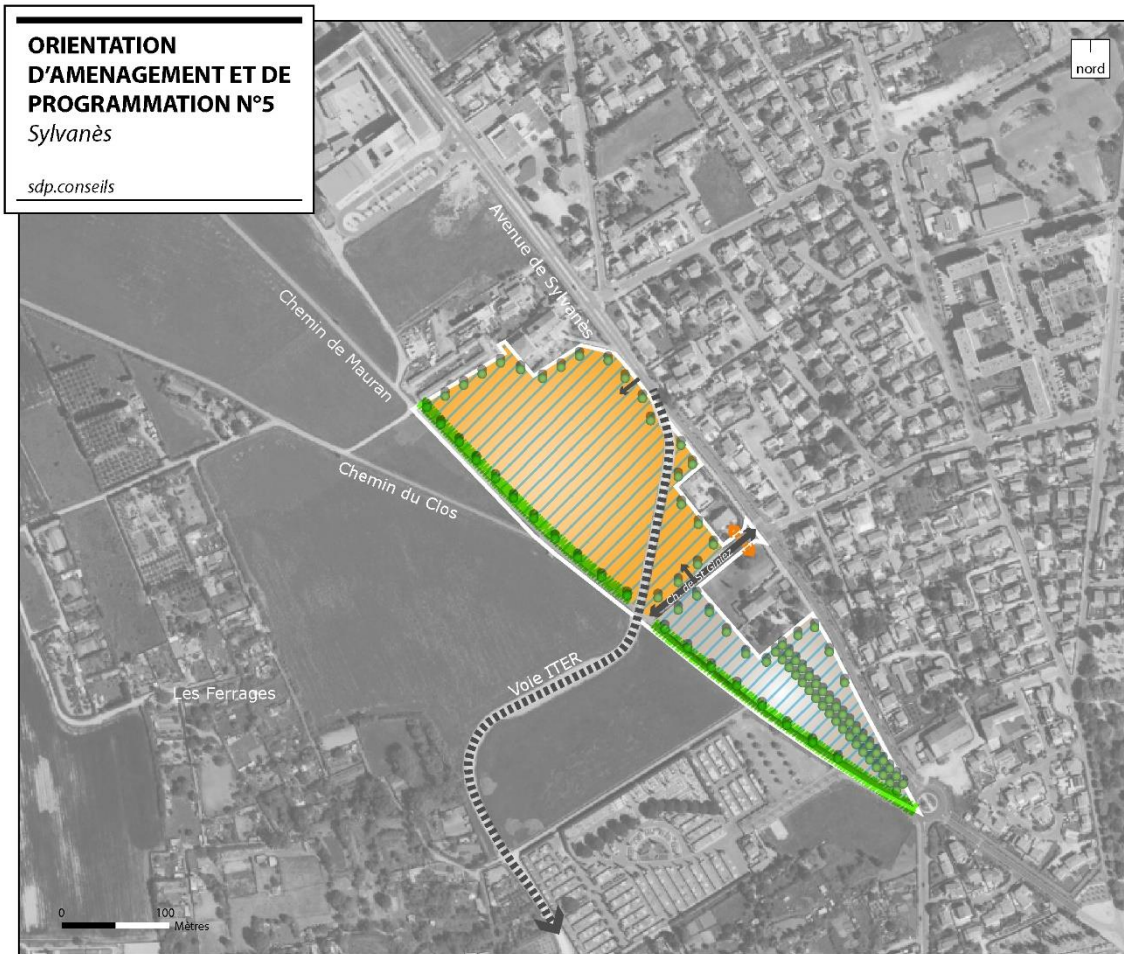 ORIENTATION
D'AMENAGEMENT ET DE
PROGRAMMATION N°5
Sylvanès
sdp.conseils
nord
Avenue de Sylvanès
Chemin de Mauran
Chemin du Clos
Ch. de St Giniez
Voie ITER
Les Ferrages
0 100
Mètres